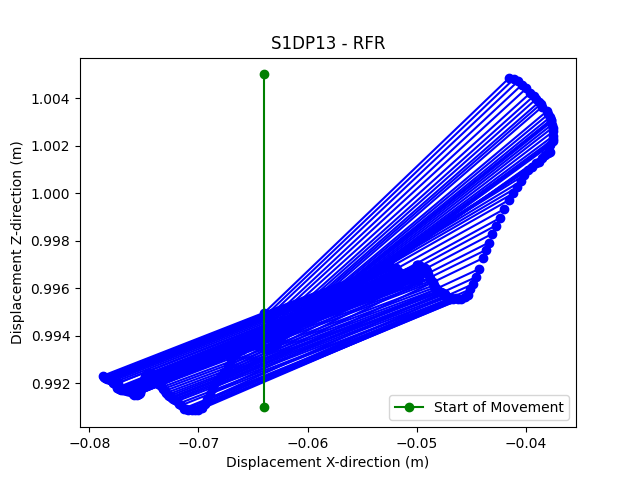 S1DP13 - RFR
Displacement Z-direction (m)
1.004
1.002
1.000
0.998
0.996
0.994
0.992
−0.08 −0.07 −0.06 −0.05 −0.04
Displacement X-direction (m)
Start of Movement